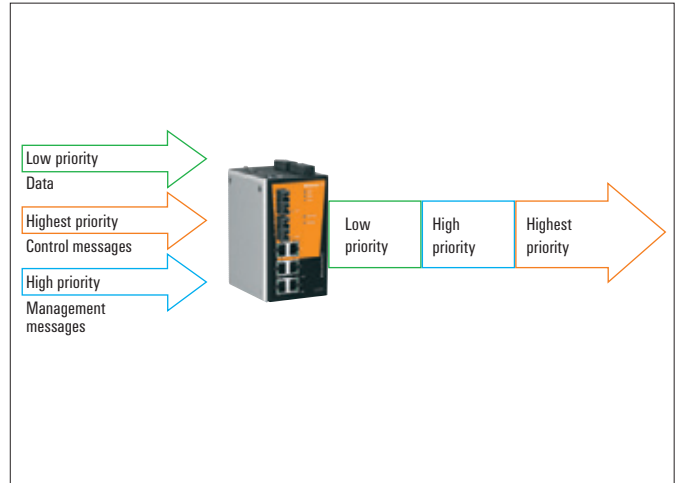 Low priority
Data
Highest priority
Control messages
High priority
Management
messages
Low
priority
High
priority
Highest
priority